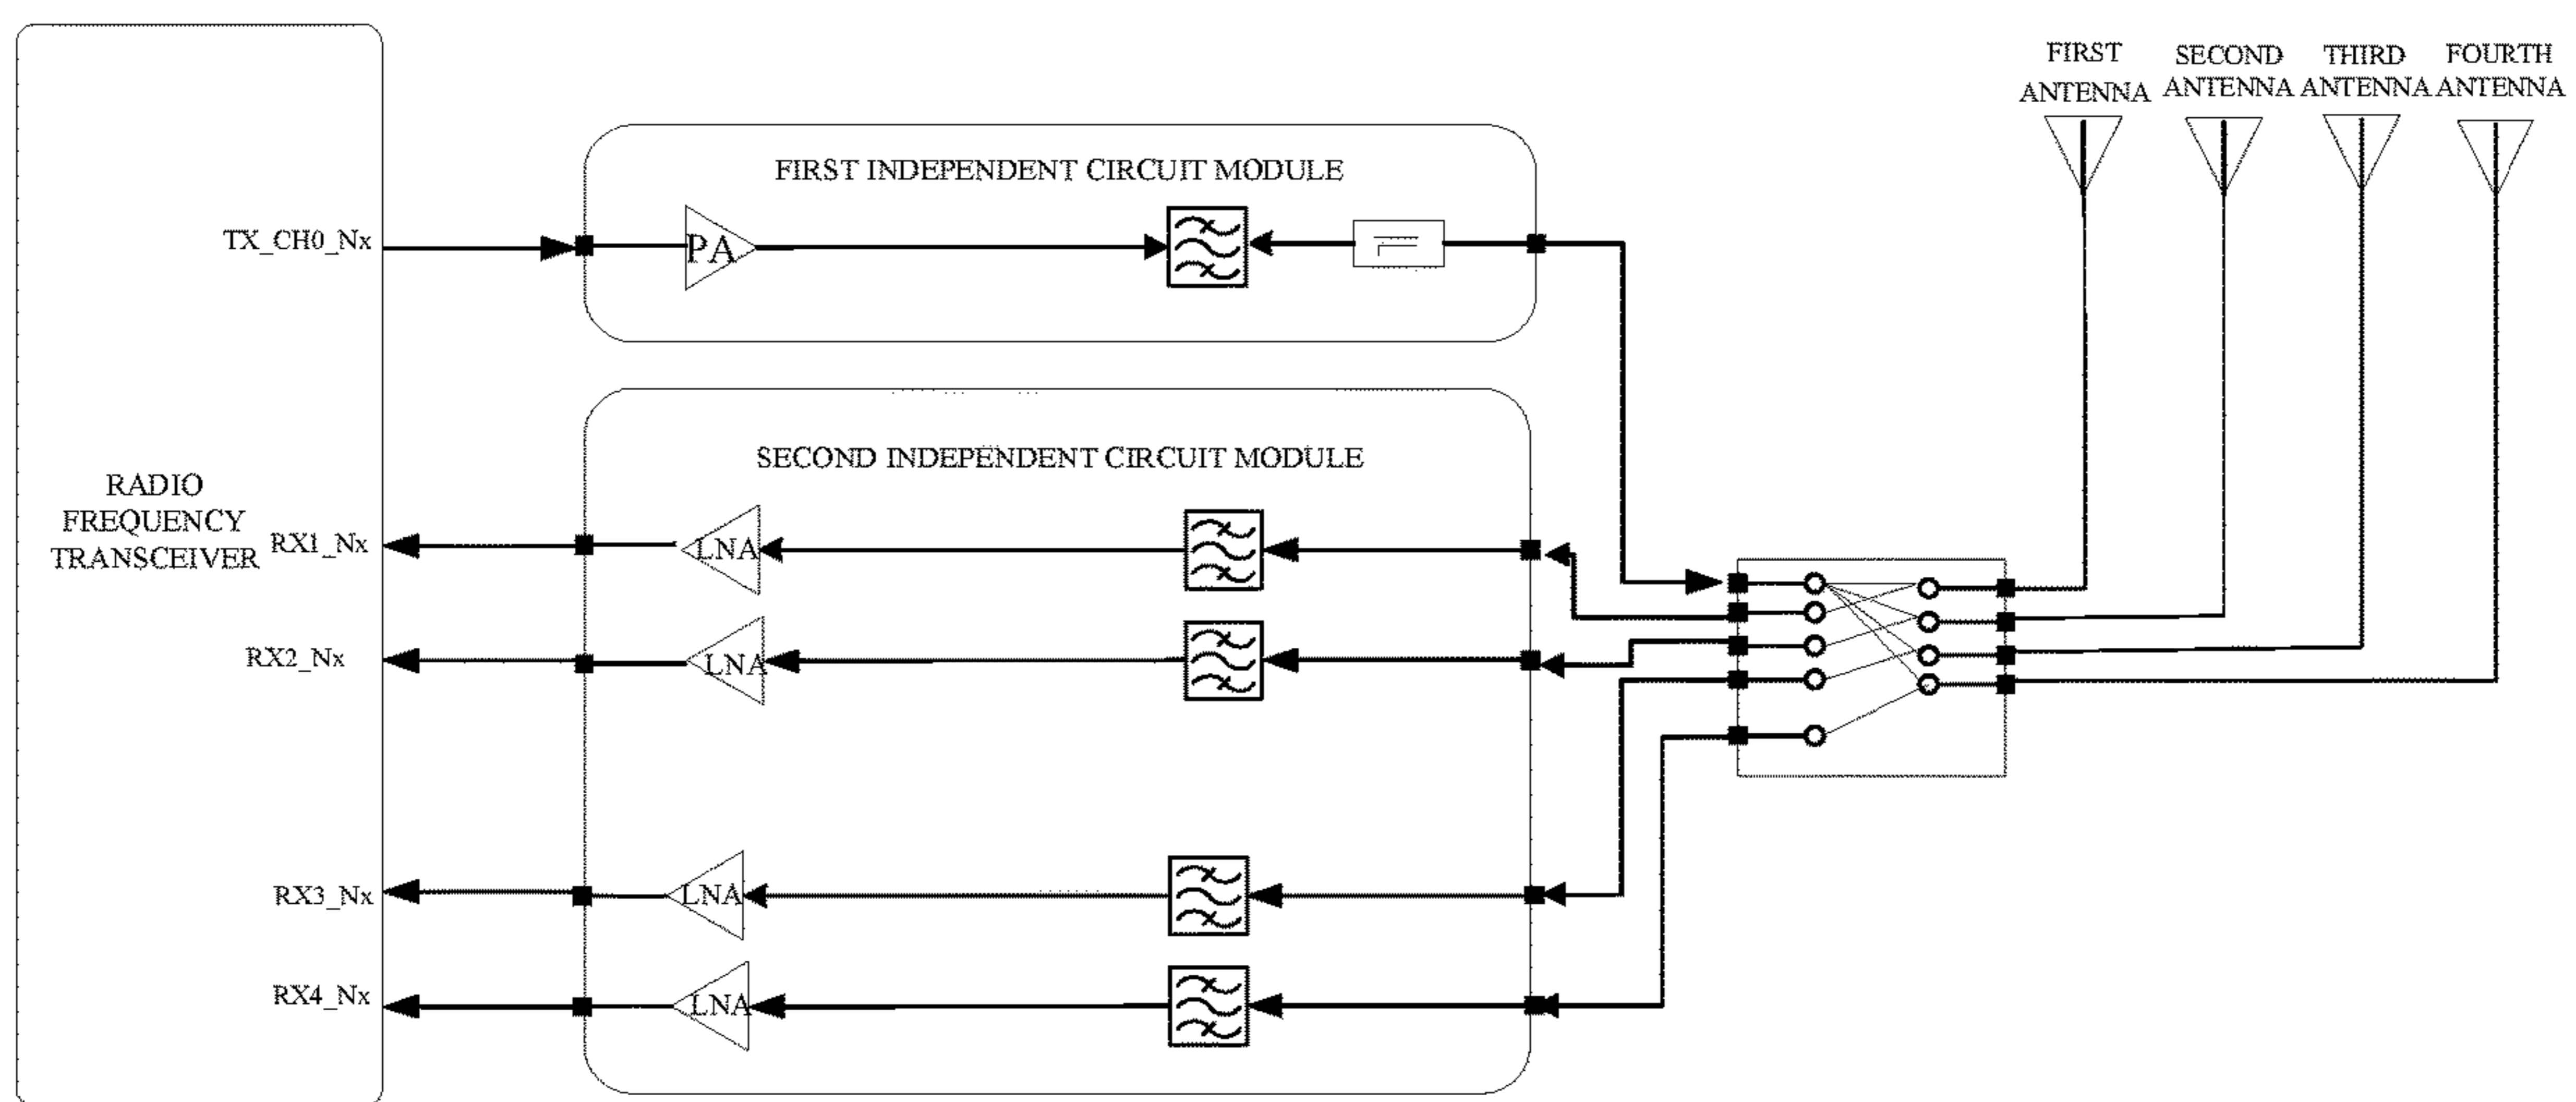 FIRST
ANTENNA
SECOND
ANTENNA
THIRD
ANTENNA
FOURTH
ANTENNA
FIRST INDEPENDENT CIRCUIT MODULE
TX_CH0_Nx
PA
SECOND INDEPENDENT CIRCUIT MODULE
RADIO
FREQUENCY
TRANSCEIVER
RX1_Nx
LNA
RX2_Nx
LNA
RX3_Nx
LNA
RX4_Nx
LNA